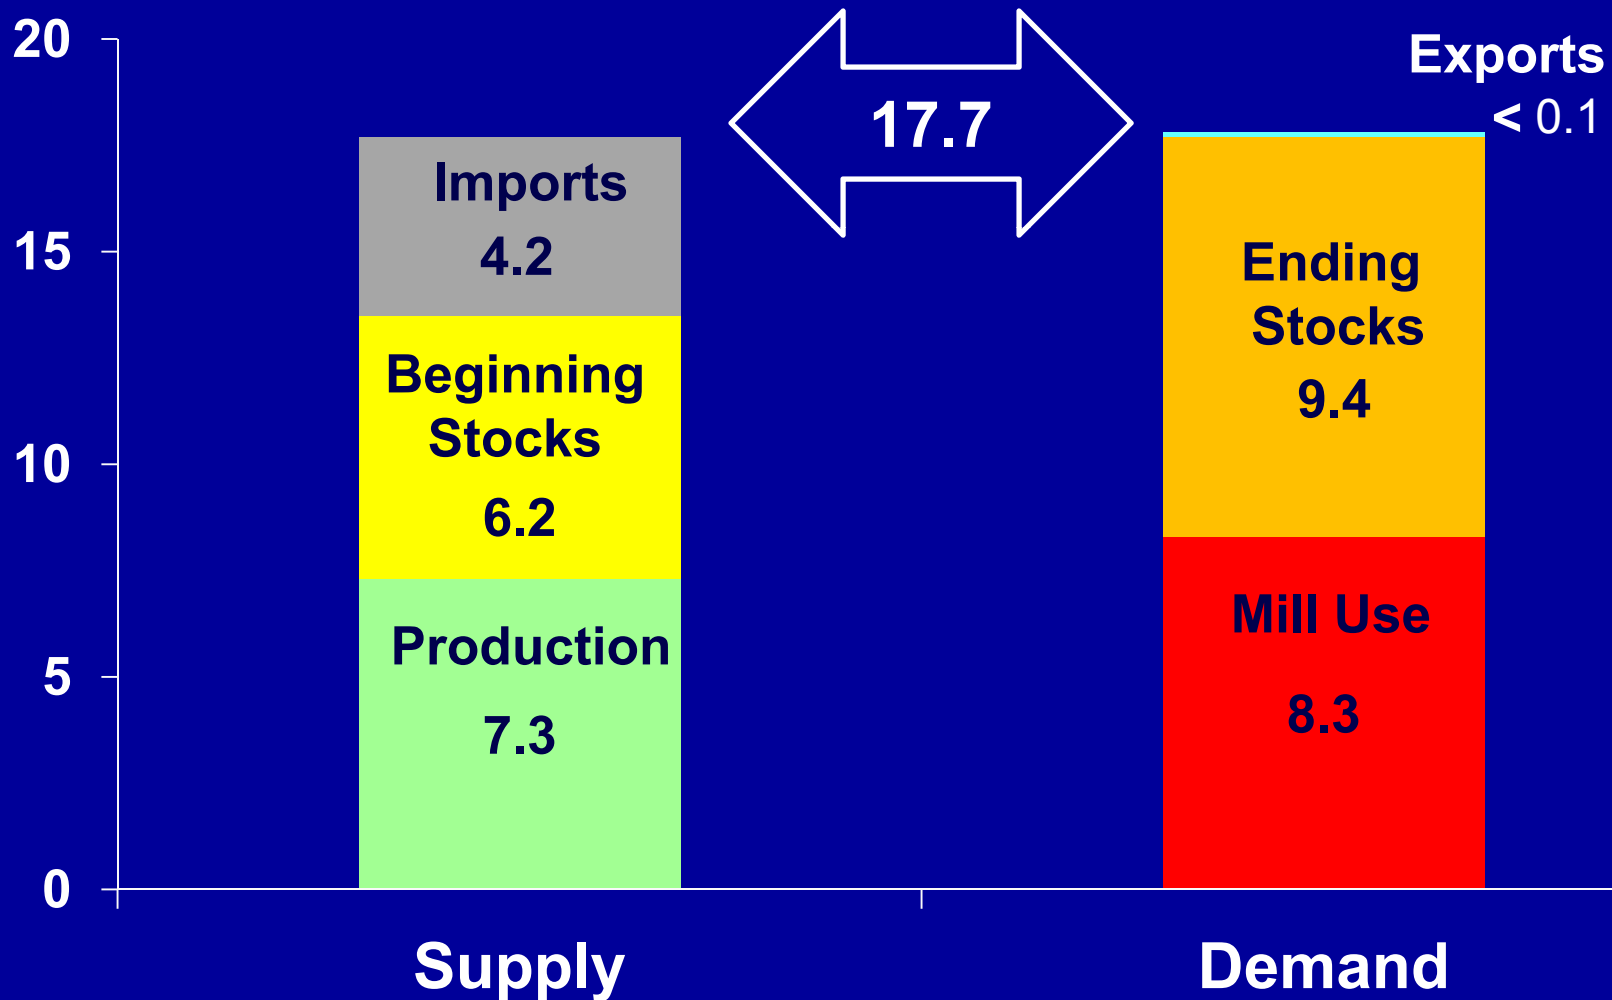 20
15
10
5
0
Imports
4.2
Beginning
Stocks
6.2
Production
7.3
Supply
17.7
Exports
< 0.1
Ending
Stocks
9.4
Mill Use
8.3
Demand